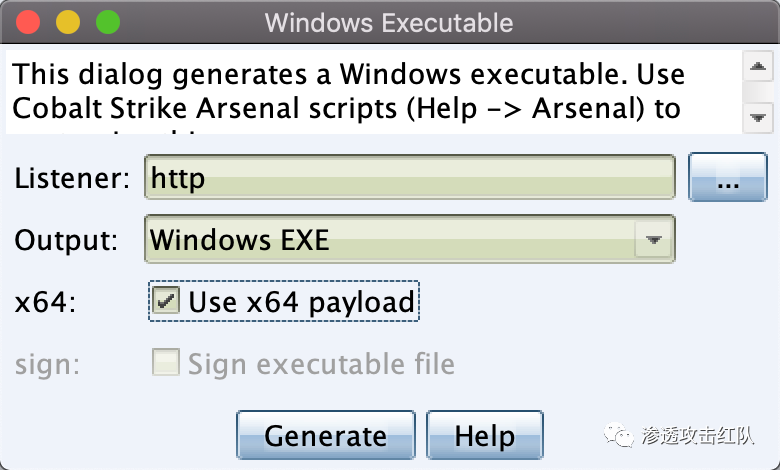 Windows Executable
This dialog generates a Windows executable. Use
Cobalt Strike Arsenal scripts (Help -> Arsenal) to
Listener: http ...
Output: Windows EXE
x64: Use x64 payload
sign: Sign executable file
Generate Help
渗透攻击红队